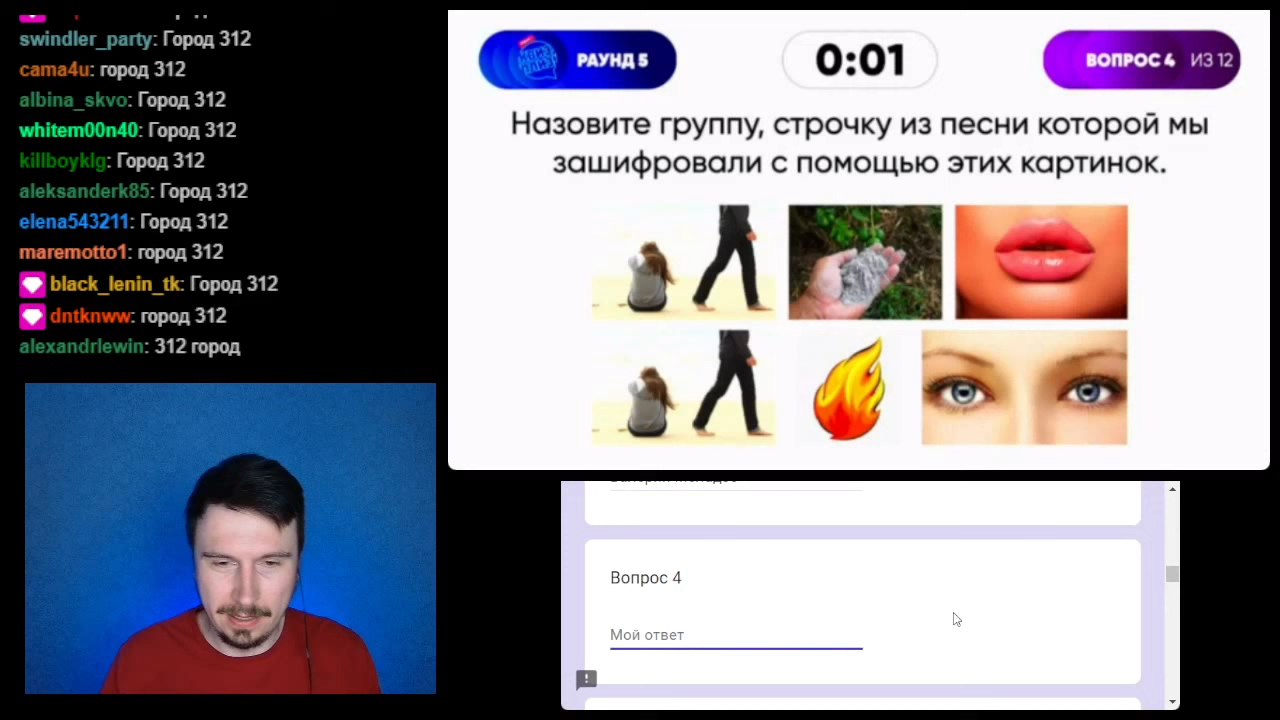 swindler_party: Город 312
cama4u: город 312
albina_skvo: Город 312
whitem00n40: Город 312
killboyklg: Город 312
aleksanderk85: Город 312
elena543211: Город 312
maremotto1: город 312
black_lenin_tk: Город 312
dntknww: город 312
alexandrlewin: 312 город
РАУНД 5
0:01
ВОПРОС 4 ИЗ 12
Назовите группу, строчку из песни которой мы
зашифровали с помощью этих картинок.
Вопрос 4
Мой ответ